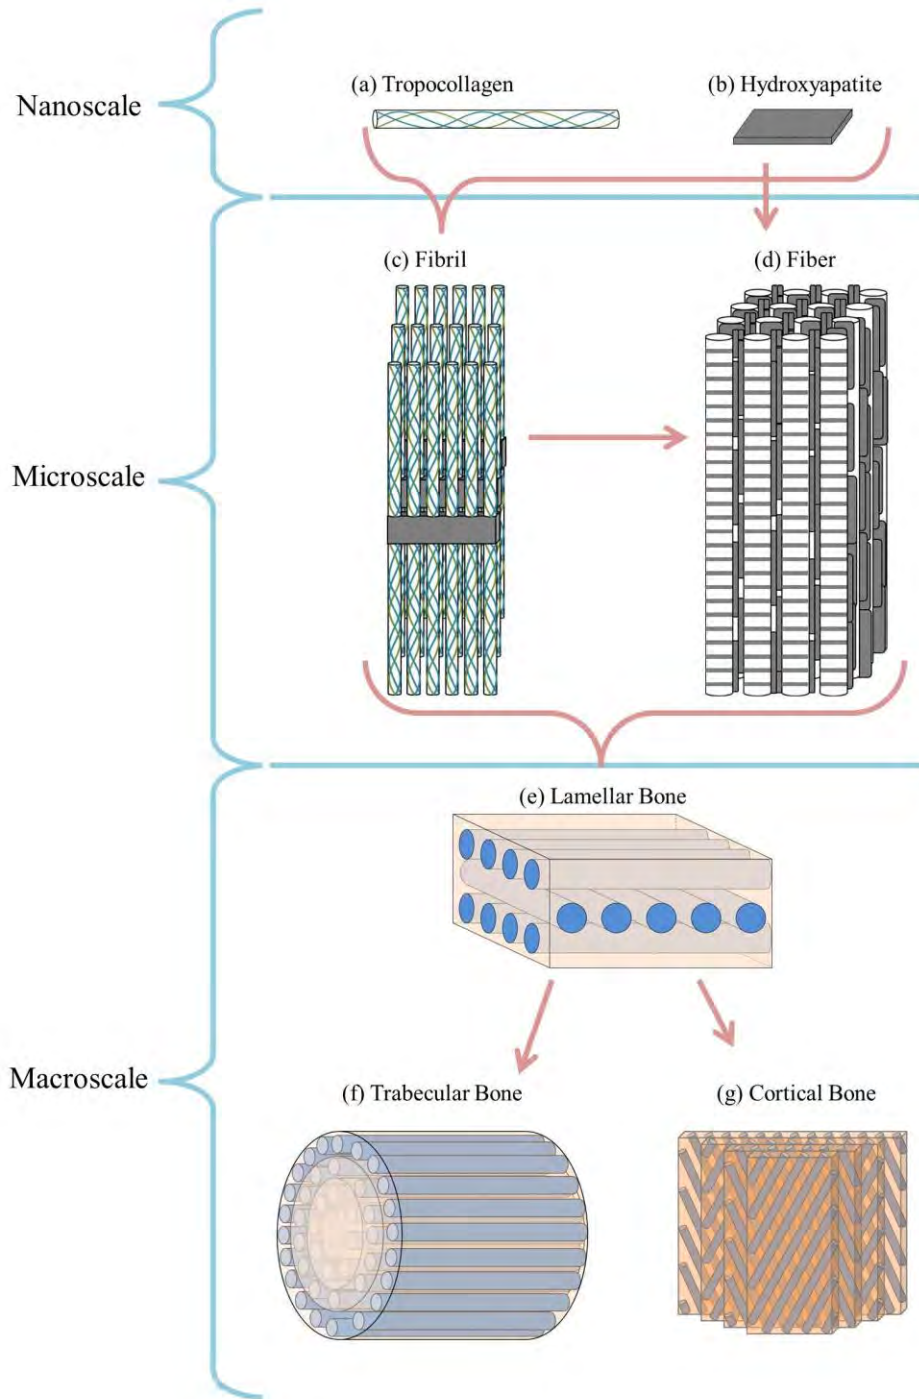 Nanoscale
(a) Tropocollagen
(b) Hydroxyapatite
Microscale
(c) Fibril
(d) Fiber
Macroscale
(e) Lamellar Bone
(f) Trabecular Bone
(g) Cortical Bone